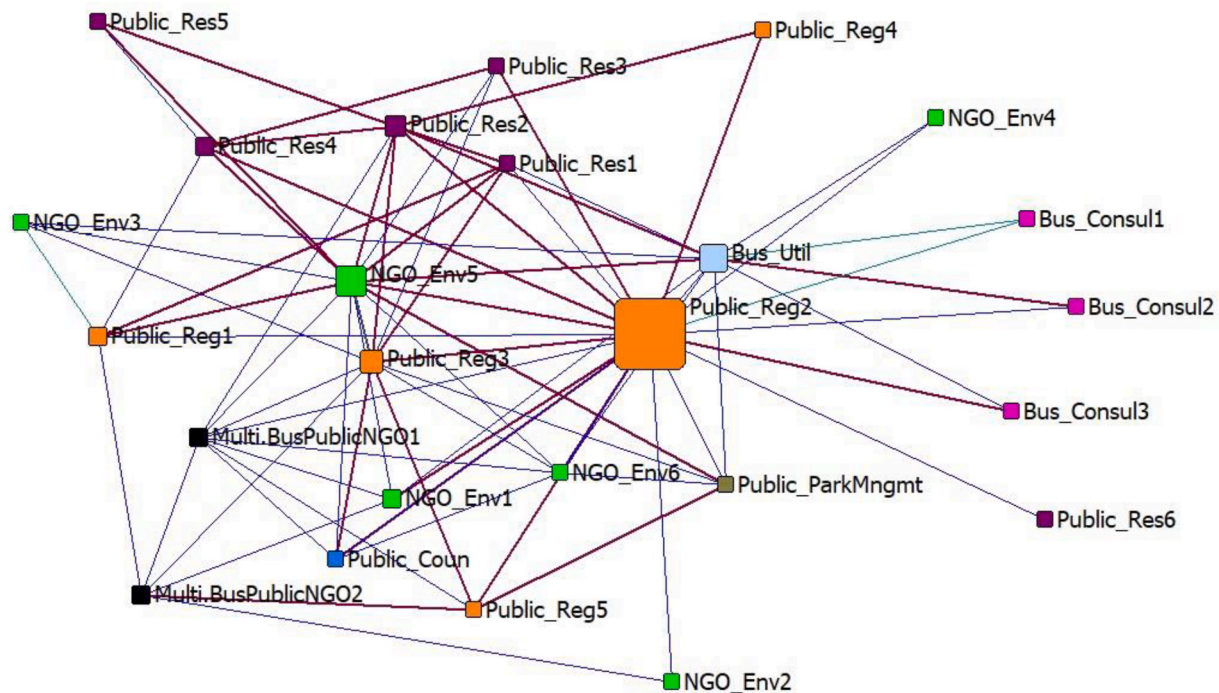 Public_Res5
Public_Reg4
Public_Res3
NGO_Env4
Public_Res2
Public_Res4
Public_Res1
NGO_Env3
Bus_Consul1
Bus_Util
NGO_Env5
Public_Reg2
Bus_Consul2
Public_Reg1
Public_Reg3
Bus_Consul3
Multi.BusPublicNGO1
NGO_Env6
Public_ParkMngmt
NGO_Env1
Public_Res6
Public_Coun
Multi.BusPublicNGO2
Public_Reg5
NGO_Env2